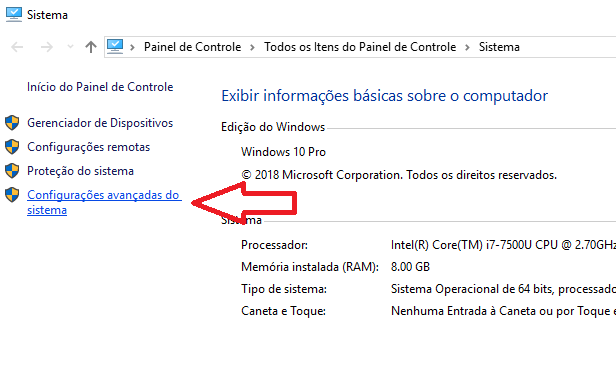 Sistema
Painel de Controle > Todos os Itens do Painel de Controle > Sistema
Início do Painel de Controle
Gerenciador de Dispositivos
Configurações remotas
Proteção do sistema
Configurações avançadas do
sistema
Exibir informações básicas sobre o computador
Edição do Windows
Windows 10 Pro
© 2018 Microsoft Corporation. Todos os direitos reservados.
Sistema
Processador: Intel(R) Core(TM) i7-7500U CPU @ 2.70GHz
Memória instalada (RAM): 8.00 GB
Tipo de sistema: Sistema Operacional de 64 bits, processado
Caneta e Toque: Nenhuma Entrada à Caneta ou por Toque e